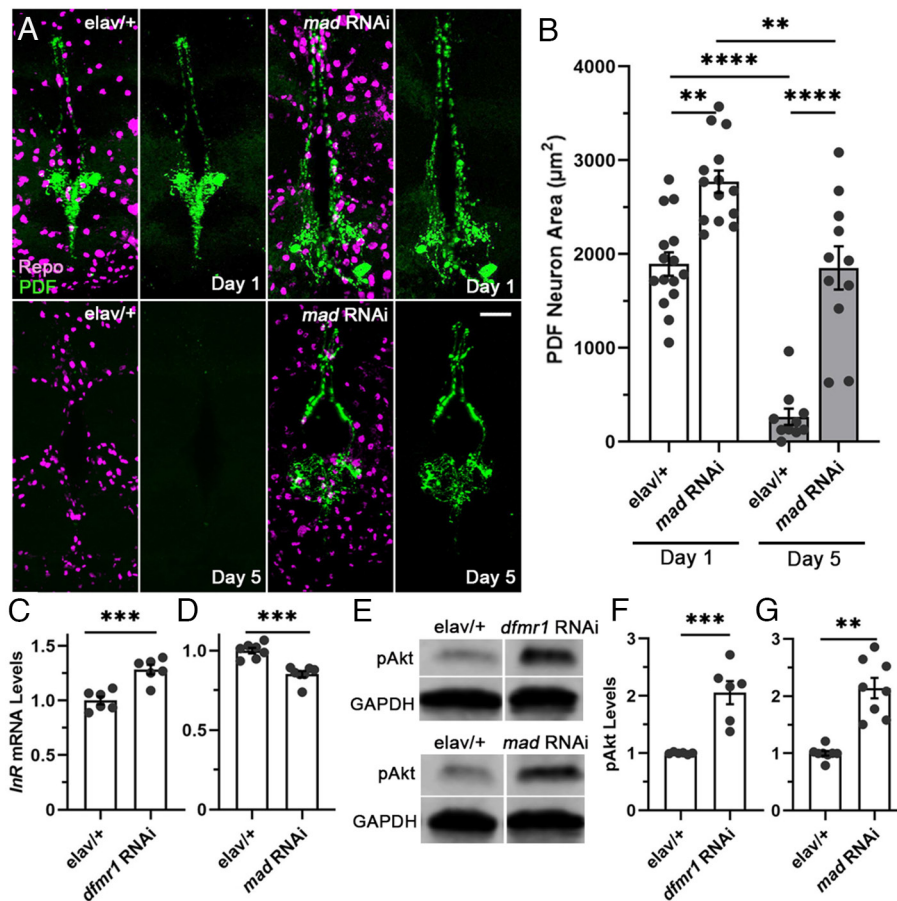 A
elav/+
mad RNAi
Repo
PDF
Day 1
Day 1
elav/+
mad RNAi
Day 5
Day 5
B
PDF Neuron Area (µm²)
4000
3000
2000
1000
0
**
****
**
****
elav/+
mad RNAi
elav/+
mad RNAi
Day 1
Day 5
C
InR mRNA Levels
1.5
1.0
0.5
0
***
elav/+
dfmr1 RNAi
D
1.0
0.5
0
***
elav/+
mad RNAi
E
elav/+ dfmr1 RNAi
pAkt
GAPDH
elav/+ mad RNAi
pAkt
GAPDH
F
pAkt Levels
3
2
1
0
***
elav/+
dfmr1 RNAi
G
3
2
1
0
**
elav/+
mad RNAi